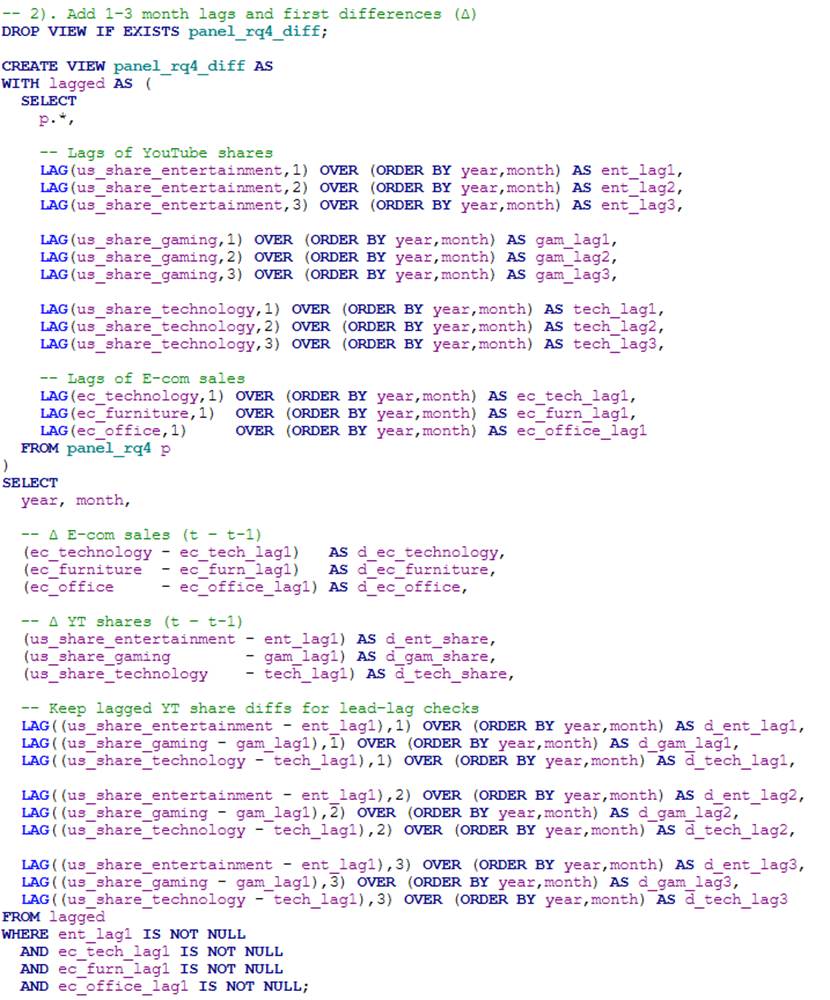 -- 2). Add 1–3 month lags and first differences (Δ)
DROP VIEW IF EXISTS panel_rq4_diff;
CREATE VIEW panel_rq4_diff AS
WITH lagged AS (
  SELECT
    p.*,
    -- Lags of YouTube shares
    LAG(us_share_entertainment,1) OVER (ORDER BY year,month) AS ent_lag1,
    LAG(us_share_entertainment,2) OVER (ORDER BY year,month) AS ent_lag2,
    LAG(us_share_entertainment,3) OVER (ORDER BY year,month) AS ent_lag3,
    LAG(us_share_gaming,1) OVER (ORDER BY year,month) AS gam_lag1,
    LAG(us_share_gaming,2) OVER (ORDER BY year,month) AS gam_lag2,
    LAG(us_share_gaming,3) OVER (ORDER BY year,month) AS gam_lag3,
    LAG(us_share_technology,1) OVER (ORDER BY year,month) AS tech_lag1,
    LAG(us_share_technology,2) OVER (ORDER BY year,month) AS tech_lag2,
    LAG(us_share_technology,3) OVER (ORDER BY year,month) AS tech_lag3,
    -- Lags of E-com sales
    LAG(ec_technology,1) OVER (ORDER BY year,month) AS ec_tech_lag1,
    LAG(ec_furniture,1)  OVER (ORDER BY year,month) AS ec_furn_lag1,
    LAG(ec_office,1)     OVER (ORDER BY year,month) AS ec_office_lag1
  FROM panel_rq4 p
)
SELECT
  year, month,
  -- Δ E-com sales (t - t-1)
  (ec_technology - ec_tech_lag1)   AS d_ec_technology,
  (ec_furniture  - ec_furn_lag1)   AS d_ec_furniture,
  (ec_office     - ec_office_lag1) AS d_ec_office,
  -- Δ YT shares (t - t-1)
  (us_share_entertainment - ent_lag1) AS d_ent_share,
  (us_share_gaming        - gam_lag1) AS d_gam_share,
  (us_share_technology    - tech_lag1) AS d_tech_share,
  -- Keep lagged YT share diffs for lead-lag checks
  LAG((us_share_entertainment - ent_lag1),1) OVER (ORDER BY year,month) AS d_ent_lag1,
  LAG((us_share_gaming - gam_lag1),1) OVER (ORDER BY year,month) AS d_gam_lag1,
  LAG((us_share_technology - tech_lag1),1) OVER (ORDER BY year,month) AS d_tech_lag1,
  LAG((us_share_entertainment - ent_lag1),2) OVER (ORDER BY year,month) AS d_ent_lag2,
  LAG((us_share_gaming - gam_lag1),2) OVER (ORDER BY year,month) AS d_gam_lag2,
  LAG((us_share_technology - tech_lag1),2) OVER (ORDER BY year,month) AS d_tech_lag2,
  LAG((us_share_entertainment - ent_lag1),3) OVER (ORDER BY year,month) AS d_ent_lag3,
  LAG((us_share_gaming - gam_lag1),3) OVER (ORDER BY year,month) AS d_gam_lag3,
  LAG((us_share_technology - tech_lag1),3) OVER (ORDER BY year,month) AS d_tech_lag3
FROM lagged
WHERE ent_lag1 IS NOT NULL
  AND ec_tech_lag1 IS NOT NULL
  AND ec_furn_lag1 IS NOT NULL
  AND ec_office_lag1 IS NOT NULL;